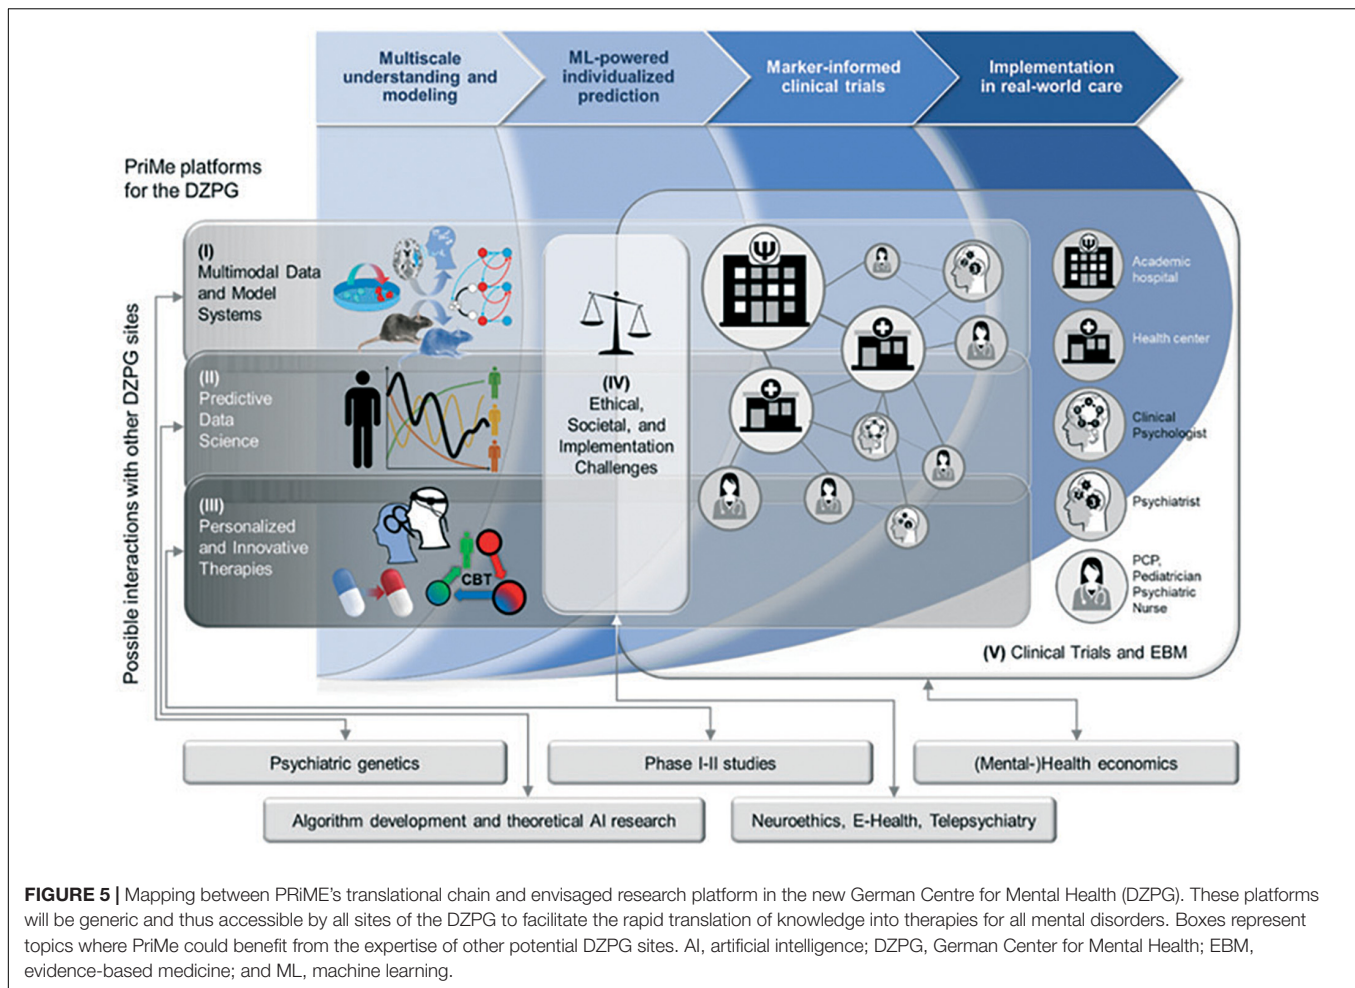 Multiscale
understanding and
modeling
ML-powered
individualized
prediction
Marker-informed
clinical trials
Implementation
in real-world care
PriMe platforms
for the DZPG
Possible interactions with other DZPG sites
(I)
Multimodal Data
and Model
Systems
(II)
Predictive
Data
Science
(III)
Personalized
and Innovative
Therapies
CBT
(IV)
Ethical,
Societal, and
Implementation
Challenges
Ψ
Ψ
Academic
hospital
Health center
Clinical
Psychologist
Psychiatrist
PCP,
Pediatrician
Psychiatric
Nurse
(V) Clinical Trials and EBM
Psychiatric genetics
Phase I-II studies
(Mental-)Health economics
Algorithm development and theoretical AI research
Neuroethics, E-Health, Telepsychiatry
FIGURE 5 | Mapping between PRiME's translational chain and envisaged research platform in the new German Centre for Mental Health (DZPG). These platforms
will be generic and thus accessible by all sites of the DZPG to facilitate the rapid translation of knowledge into therapies for all mental disorders. Boxes represent
topics where PriMe could benefit from the expertise of other potential DZPG sites. AI, artificial intelligence; DZPG, German Center for Mental Health; EBM,
evidence-based medicine; and ML, machine learning.